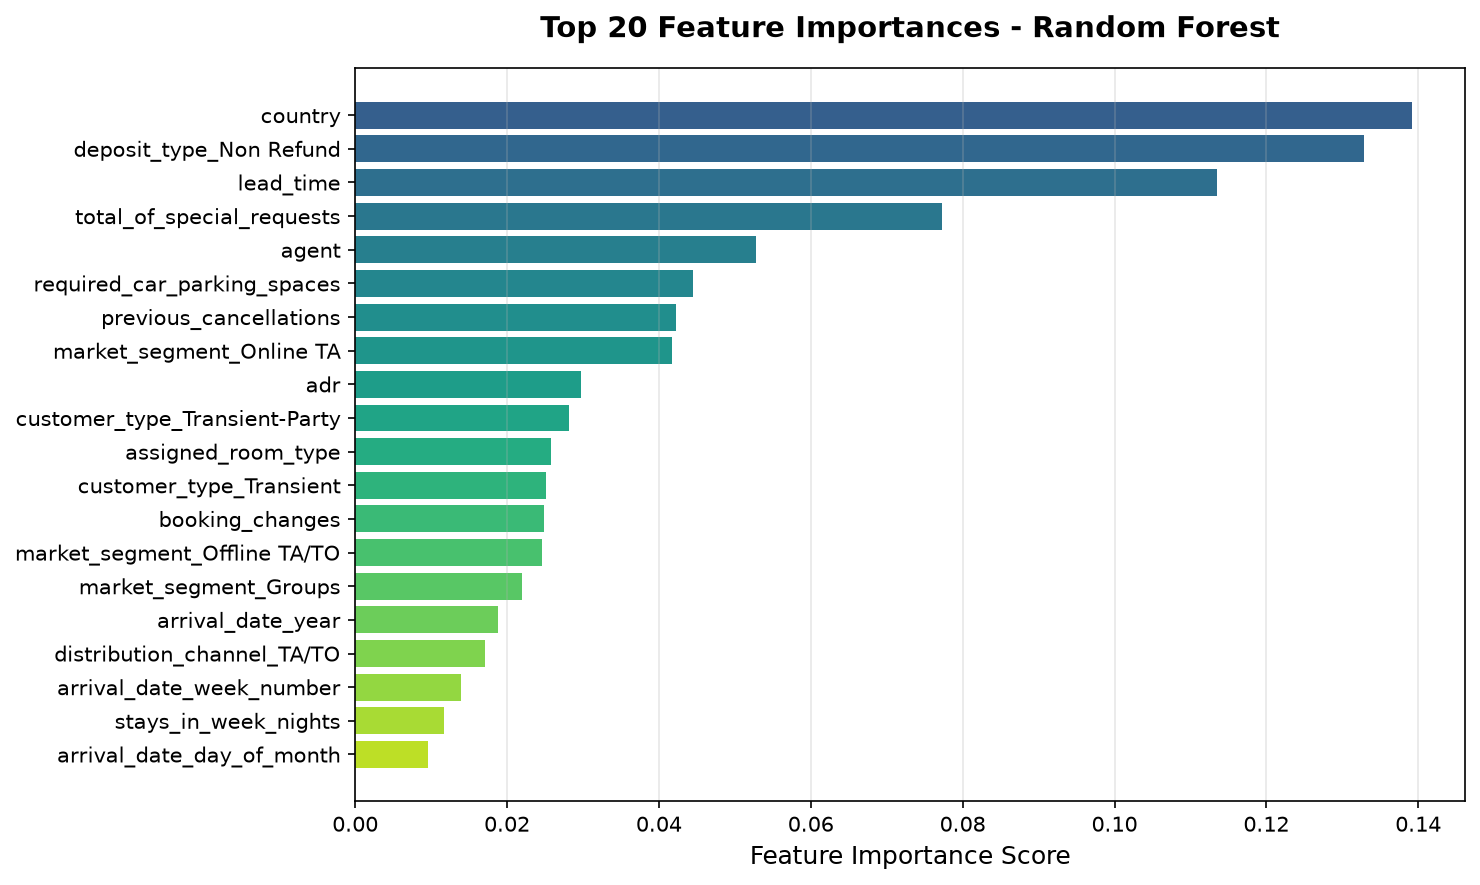 Top 20 Feature Importances - Random Forest
country
deposit_type_Non Refund
lead_time
total_of_special_requests
agent
required_car_parking_spaces
previous_cancellations
market_segment_Online TA
adr
customer_type_Transient-Party
assigned_room_type
customer_type_Transient
booking_changes
market_segment_Offline TA/TO
market_segment_Groups
arrival_date_year
distribution_channel_TA/TO
arrival_date_week_number
stays_in_week_nights
arrival_date_day_of_month
0.00 0.02 0.04 0.06 0.08 0.10 0.12 0.14
Feature Importance Score